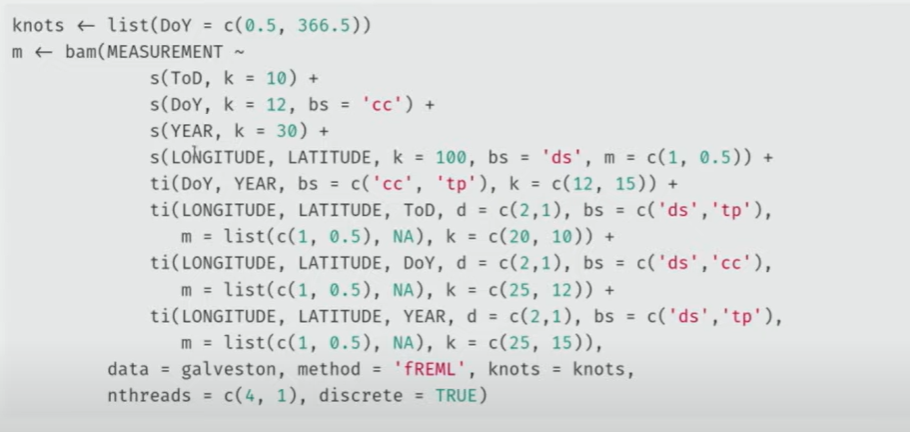 knots ← list(DoY = c(0.5, 366.5))
m ← bam(MEASUREMENT ~
s(ToD, k = 10) +
s(DoY, k = 12, bs = 'cc') +
s(YEAR, k = 30) +
s(LONGITUDE, LATITUDE, k = 100, bs = 'ds', m = c(1, 0.5)) +
ti(DoY, YEAR, bs = c('cc', 'tp'), k = c(12, 15)) +
ti(LONGITUDE, LATITUDE, ToD, d = c(2,1), bs = c('ds','tp'),
m = list(c(1, 0.5), NA), k = c(20, 10)) +
ti(LONGITUDE, LATITUDE, DoY, d = c(2,1), bs = c('ds','cc'),
m = list(c(1, 0.5), NA), k = c(25, 12)) +
ti(LONGITUDE, LATITUDE, YEAR, d = c(2,1), bs = c('ds','tp'),
m = list(c(1, 0.5), NA), k = c(25, 15)),
data = galveston, method = 'fREML', knots = knots,
nthreads = c(4, 1), discrete = TRUE)